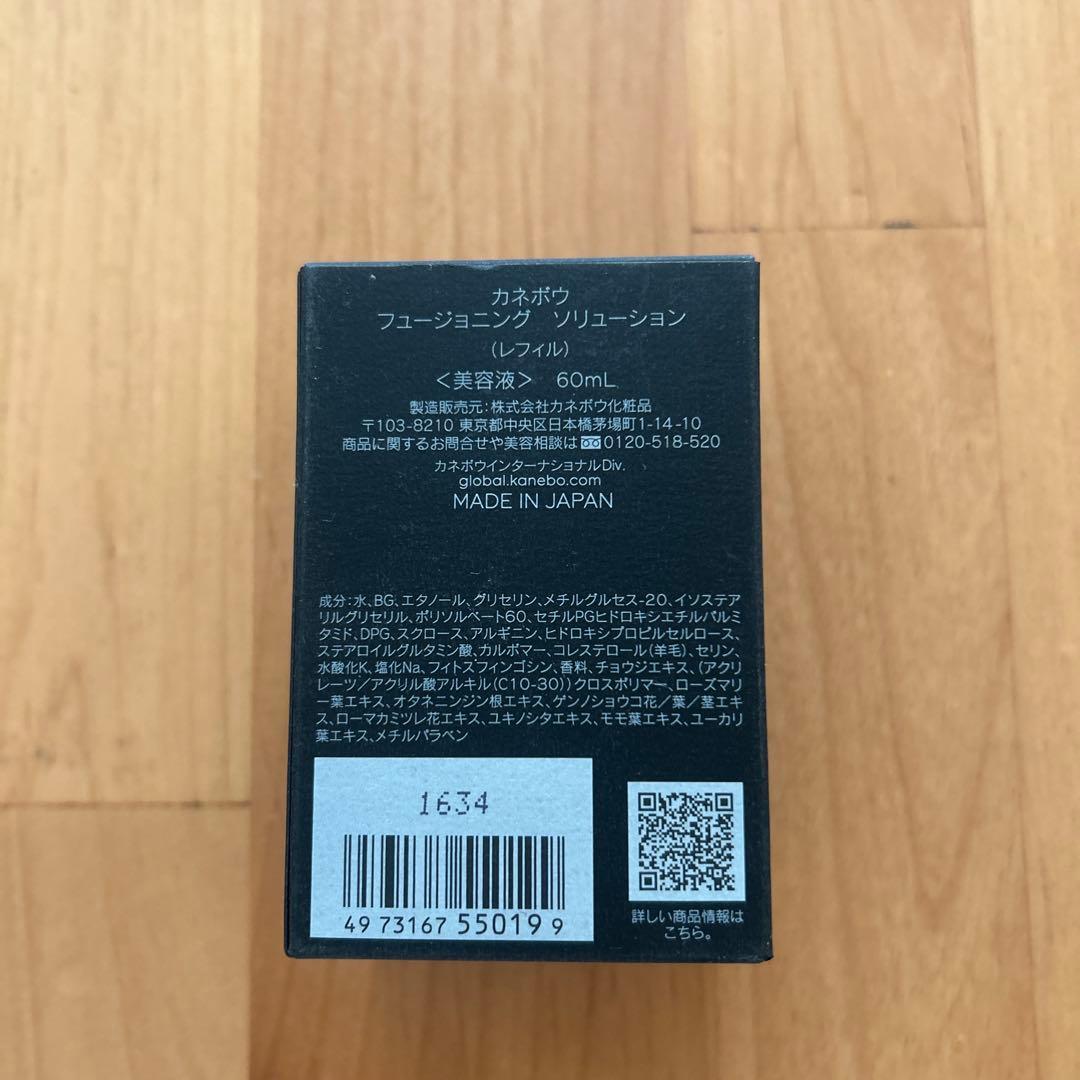 カネボウ
フュージョニング ソリューション
（レフィル）
＜美容液＞ 60mL
製造販売元：株式会社カネボウ化粧品
〒103-8210 東京都中央区日本橋茅場町1-14-10
商品に関するお問合せや美容相談は 0120-518-520
カネボウインターナショナルDiv.
global.kanebo.com
MADE IN JAPAN
成分：水、BG、エタノール、グリセリン、メチルグルセス-20、イソステア
リルグリセリル、ポリソルベート60、セチルPGヒドロキシエチルパルミ
タミド、DPG、スクロース、アルギニン、ヒドロキシプロピルセルロース、
ステアロイルグルタミン酸、カルボマー、コレステロール（羊毛）、セリン、
水酸化K、塩化Na、フィトスフィンゴシン、香料、チョウジエキス、（アクリ
レーツ／アクリル酸アルキル（C10-30））クロスポリマー、ローズマリ
ー葉エキス、オタネニンジン根エキス、ゲンノショウコ花／葉／茎エキ
ス、ローマカミツレ花エキス、ユキノシタエキス、モモ葉エキス、ユーカリ
葉エキス、メチルパラベン
1634
49 73167 55019 9
詳しい商品情報は
こちら。